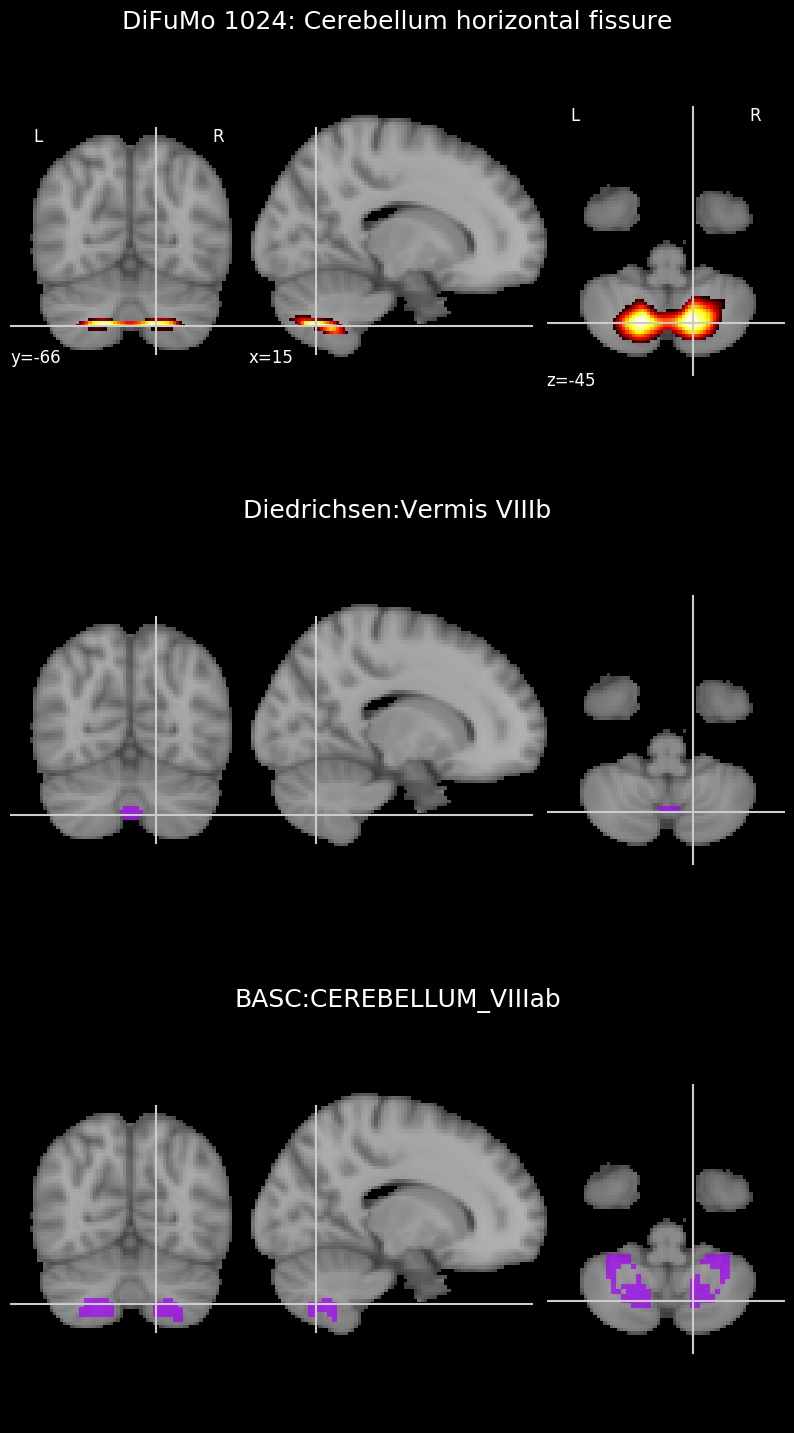 DiFuMo 1024: Cerebellum horizontal fissure
L R L R
y=-66 x=15 z=-45
Diedrichsen:Vermis VIIIb
BASC:CEREBELLUM_VIIIab